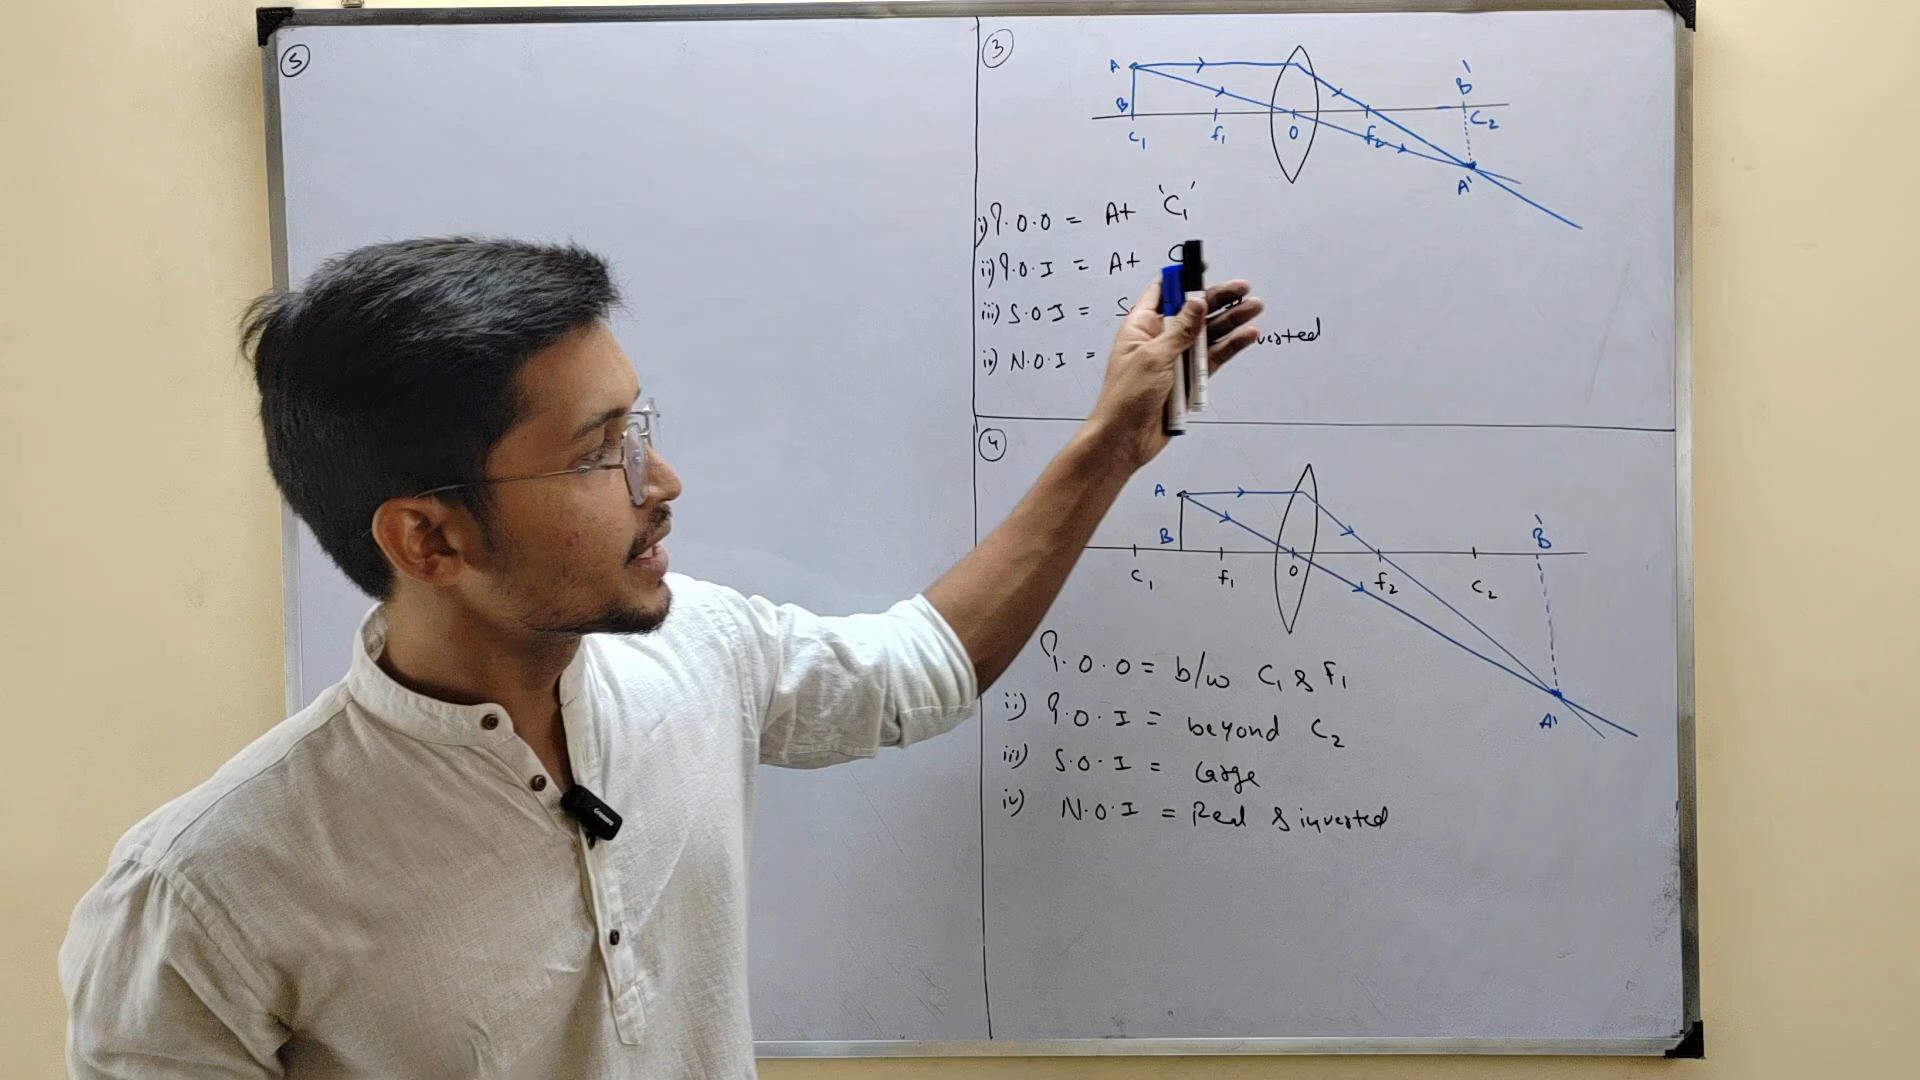 5
3
A
B'
B
C1 f1 O f2 C2
A'
i) P.O.O = At 'C1'
ii) P.O.I = At
iii) S.O.I =
iv) N.O.I =
4
A
B
B'
C1 f1 O f2 C2
A'
P.O.O = b/w C1 & F1
ii) P.O.I = beyond C2
iii) S.O.I = large
iv) N.O.I = Real & inverted